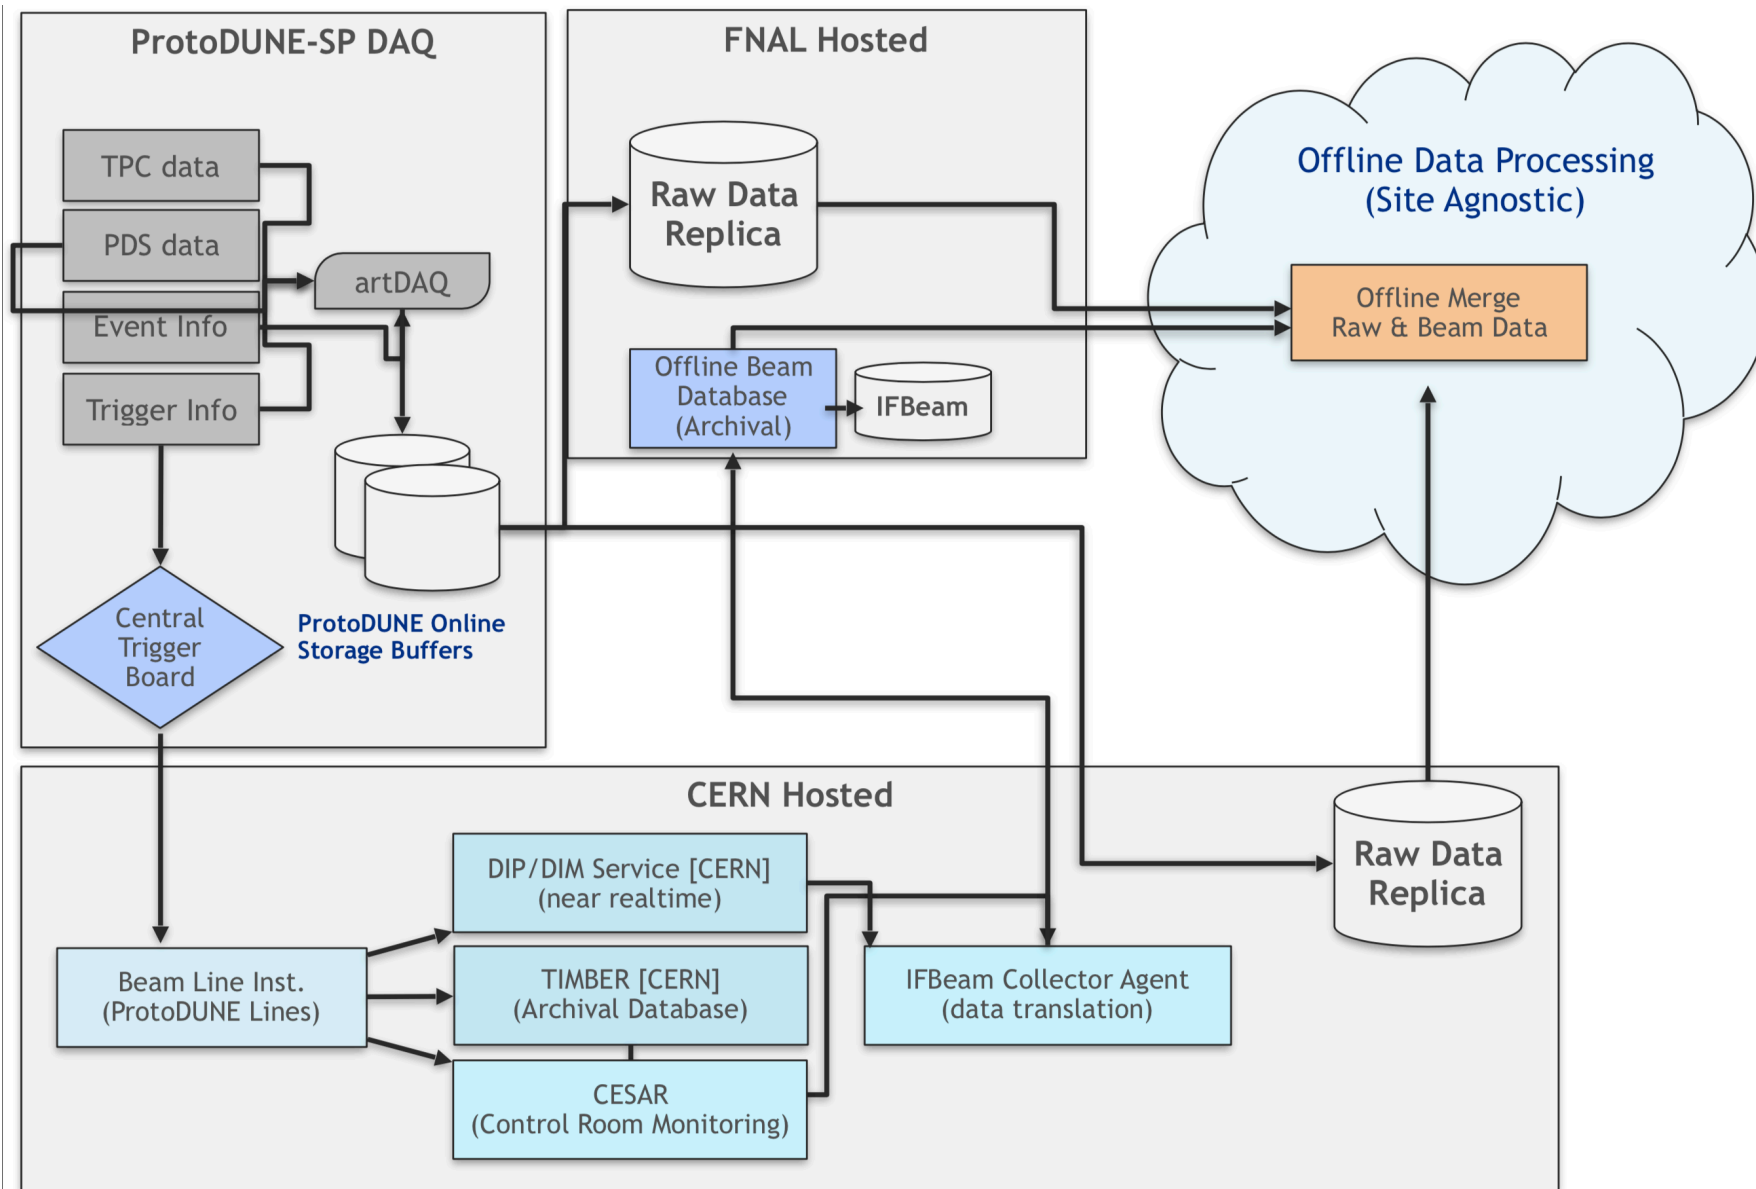 ProtoDUNE-SP DAQ
TPC data
PDS data
Event Info
Trigger Info
artDAQ
Central
Trigger
Board
ProtoDUNE Online
Storage Buffers
FNAL Hosted
Raw Data
Replica
Offline Beam
Database
(Archival)
IFBeam
Offline Data Processing
(Site Agnostic)
Offline Merge
Raw & Beam Data
CERN Hosted
Beam Line Inst.
(ProtoDUNE Lines)
DIP/DIM Service [CERN]
(near realtime)
TIMBER [CERN]
(Archival Database)
CESAR
(Control Room Monitoring)
IFBeam Collector Agent
(data translation)
Raw Data
Replica